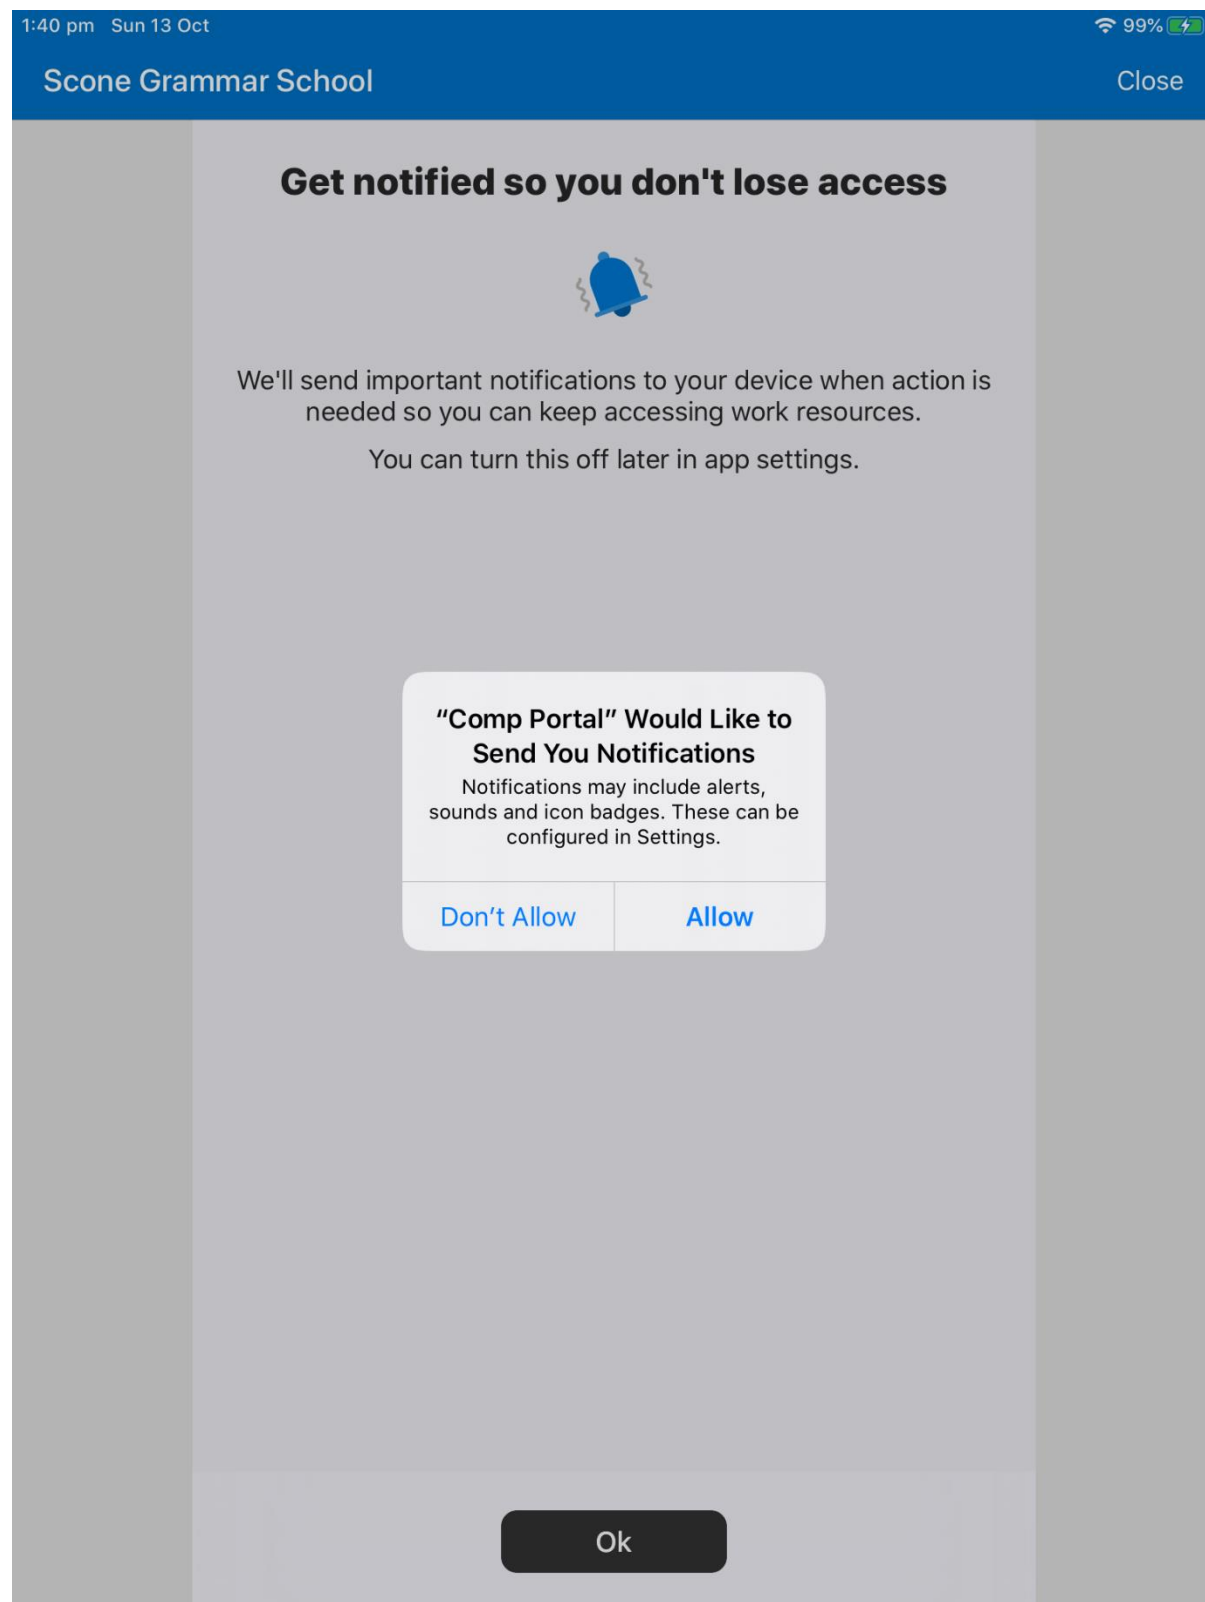 1:40 pm Sun 13 Oct 99%
Scone Grammar School Close
Get notified so you don't lose access
We'll send important notifications to your device when action is
needed so you can keep accessing work resources.
You can turn this off later in app settings.
“Comp Portal” Would Like to
Send You Notifications
Notifications may include alerts,
sounds and icon badges. These can be
configured in Settings.
Don’t Allow Allow
Ok